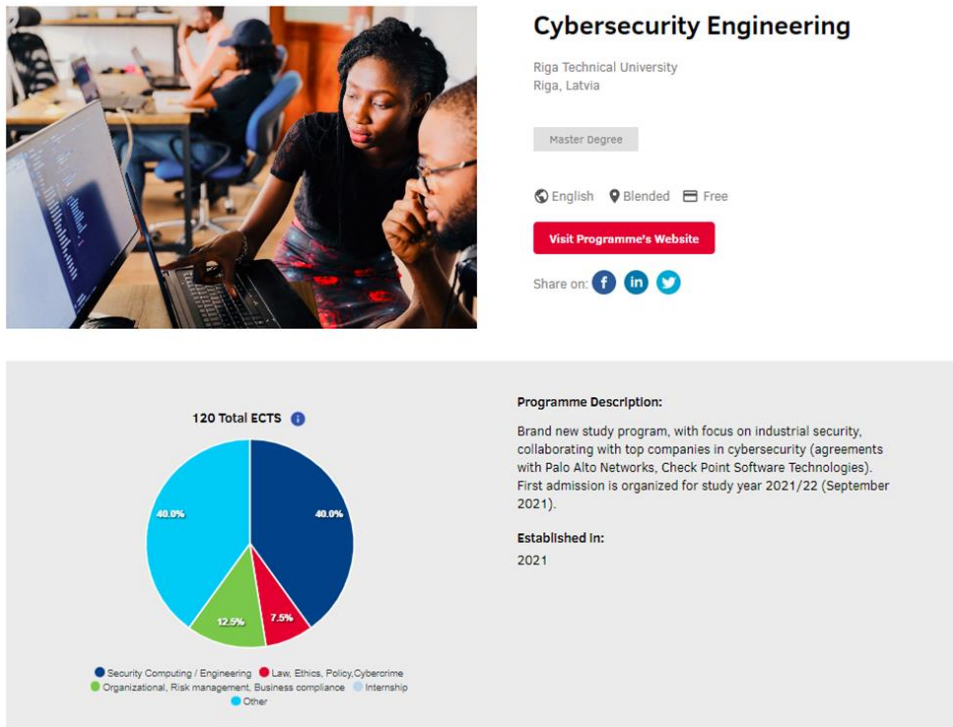 Cybersecurity Engineering
Riga Technical University
Riga, Latvia
Master Degree
English Blended Free
Visit Programme's Website
Share on: f in
120 Total ECTS i
40.0% 40.0%
12.5% 7.5%
Security Computing / Engineering Law, Ethics, Policy,Cybercrime
Organizational, Risk management, Business compliance Internship
Other
Programme Description:
Brand new study program, with focus on industrial security,
collaborating with top companies in cybersecurity (agreements
with Palo Alto Networks, Check Point Software Technologies).
First admission is organized for study year 2021/22 (September
2021).
Established In:
2021